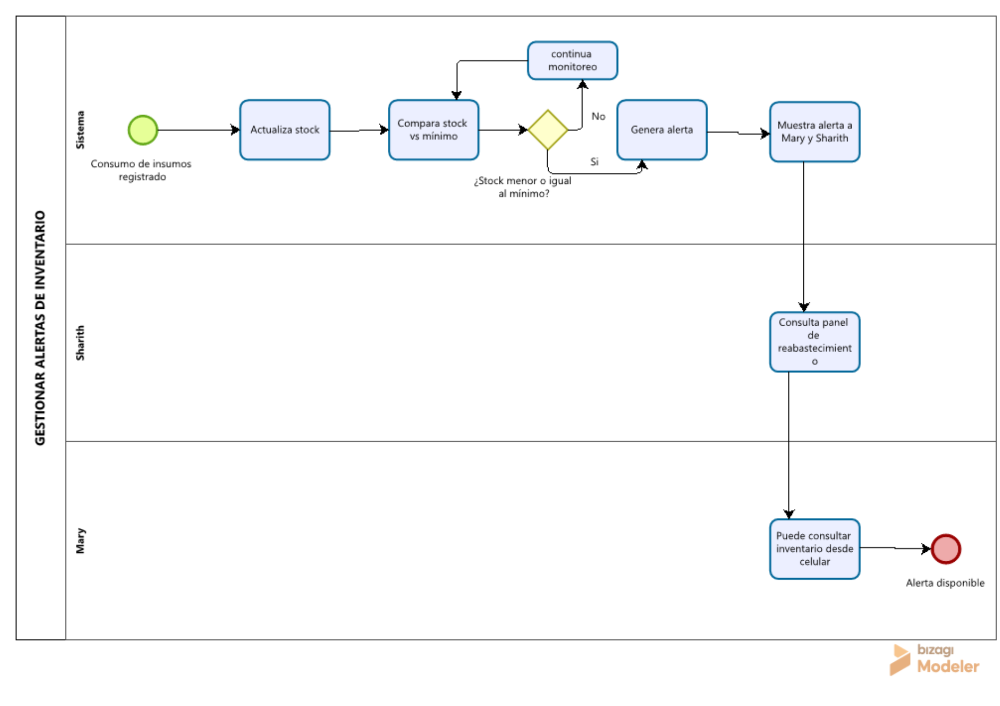 GESTIONAR ALERTAS DE INVENTARIO
Sistema
Consumo de insumos
registrado
Actualiza stock
Compara stock
vs mínimo
continua
monitoreo
No
Si
¿Stock menor o igual
al mínimo?
Genera alerta
Muestra alerta a
Mary y Sharith
Sharith
Consulta panel
de
reabastecimient
o
Mary
Puede consultar
inventario desde
celular
Alerta disponible
bizagi
Modeler